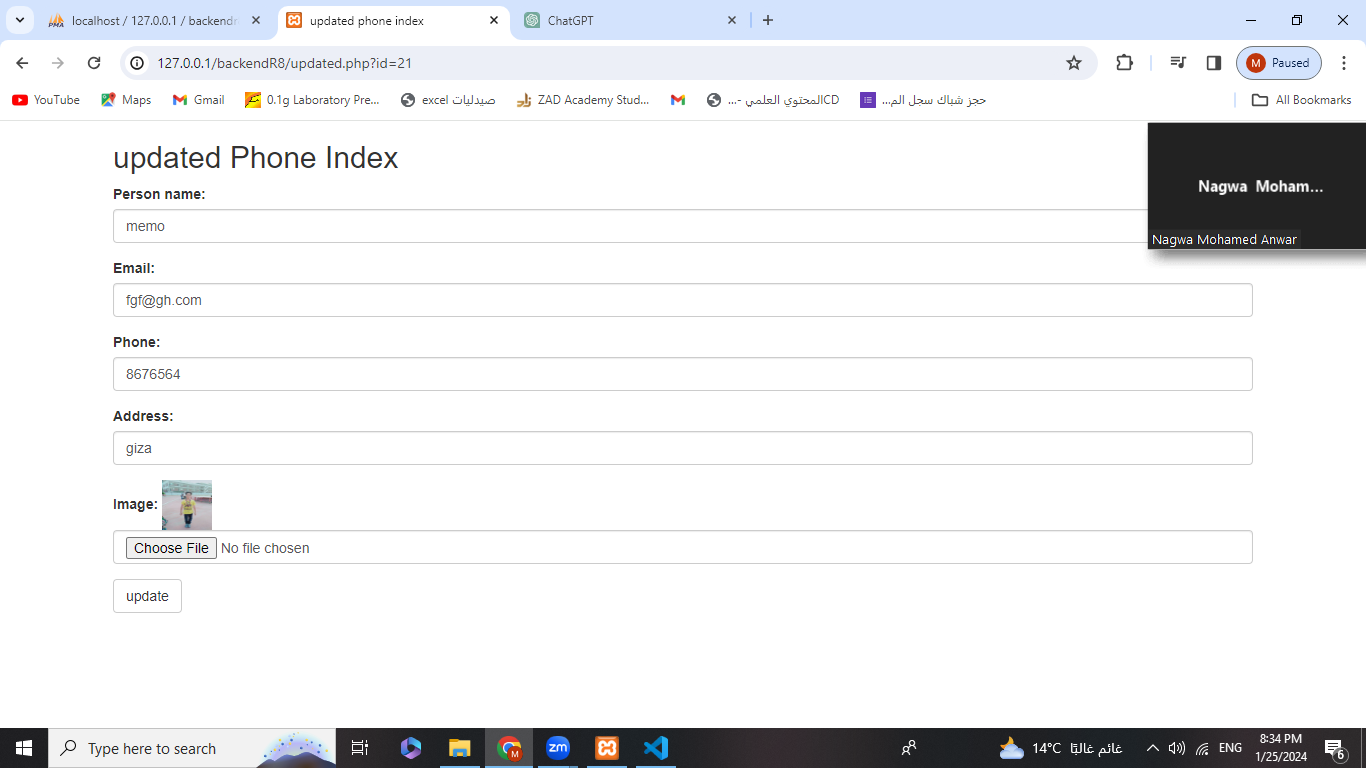 localhost / 127.0.0.1 / backendr
updated phone index
ChatGPT
127.0.0.1/backendR8/updated.php?id=21
M Paused
YouTube
Maps
Gmail
0.1g Laboratory Pre...
صيدليات excel
ZAD Academy Stud...
المحتوي العلمي -...
ICD
حجز شباك سجل الم...
All Bookmarks
updated Phone Index
Person name:
memo
Nagwa Moham...
Nagwa Mohamed Anwar
Email:
fgf@gh.com
Phone:
8676564
Address:
giza
Image:
Choose File No file chosen
update
Type here to search
M
zm
14°C غائم غالبًا
ENG
8:34 PM
1/25/2024
6